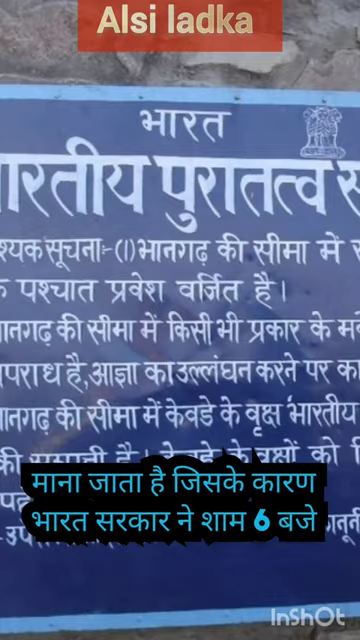 Alsi ladka
भारत
भारतीय पुरातत्व स
श्यक सूचना:- (1) भानगढ़ की सीमा में स
के पश्चात प्रवेश वर्जित है।
ानगढ़ की सीमा में किसी भी प्रकार के म
पराध है, आज्ञा का उल्लंघन करने पर का
ानगढ़ की सीमा में केवडे के वृक्ष भारतीय
माना जाता है जिसके कारण
भारत सरकार ने शाम 6 बजे
InShOt